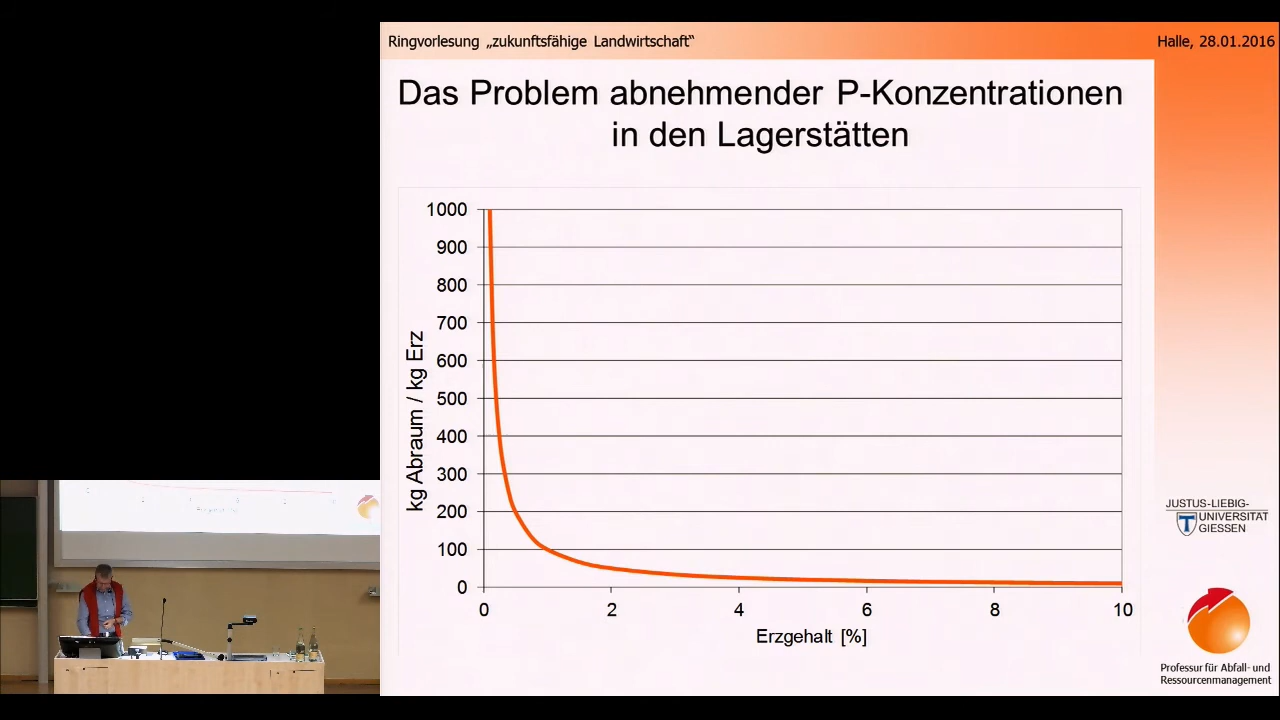 Ringvorlesung „zukunftsfähige Landwirtschaft“
Halle, 28.01.2016
Das Problem abnehmender P-Konzentrationen
in den Lagerstätten
1000
900
800
700
600
500
400
300
200
100
0
kg Abraum / kg Erz
0 2 4 6 8 10
Erzgehalt [%]
JUSTUS-LIEBIG-
UNIVERSITÄT
GIESSEN
Professur für Abfall- und
Ressourcenmanagement